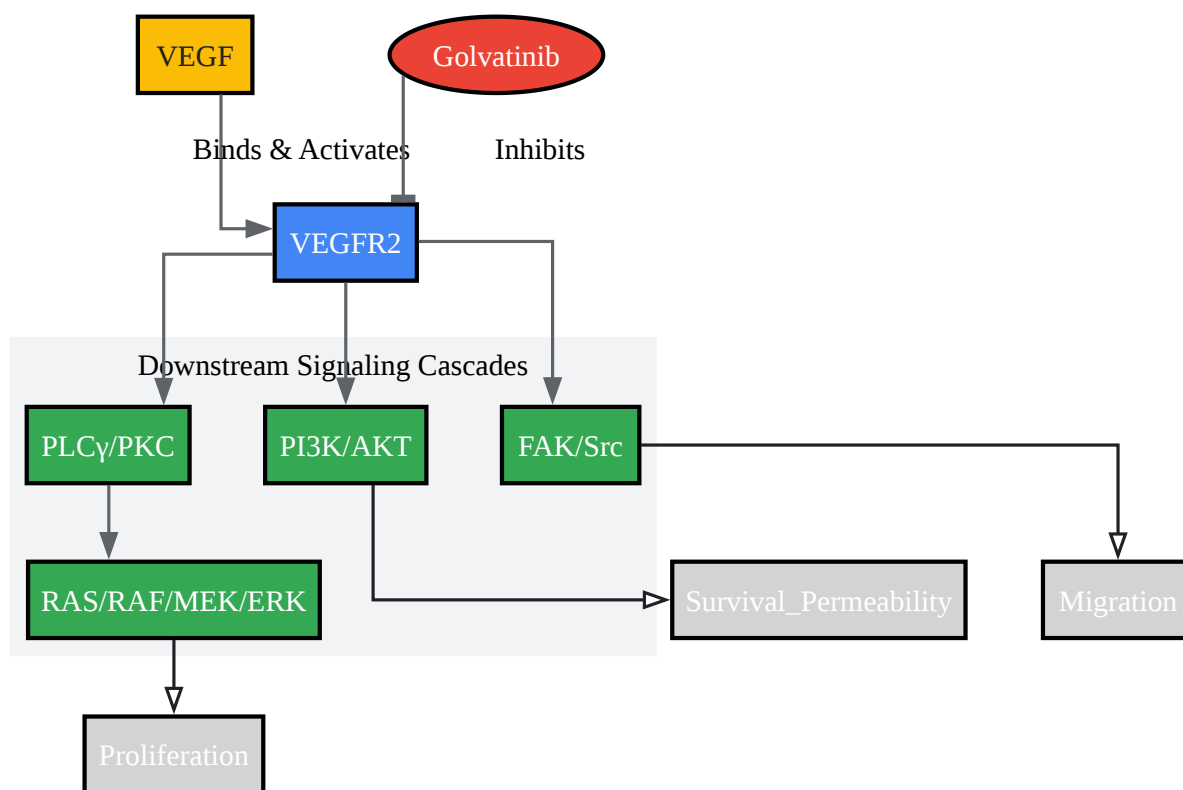 VEGF
Golvatinib
Binds & Activates
Inhibits
VEGFR2
Downstream Signaling Cascades
PLCγ/PKC
PI3K/AKT
FAK/Src
RAS/RAF/MEK/ERK
Survival_Permeability
Migration
Proliferation